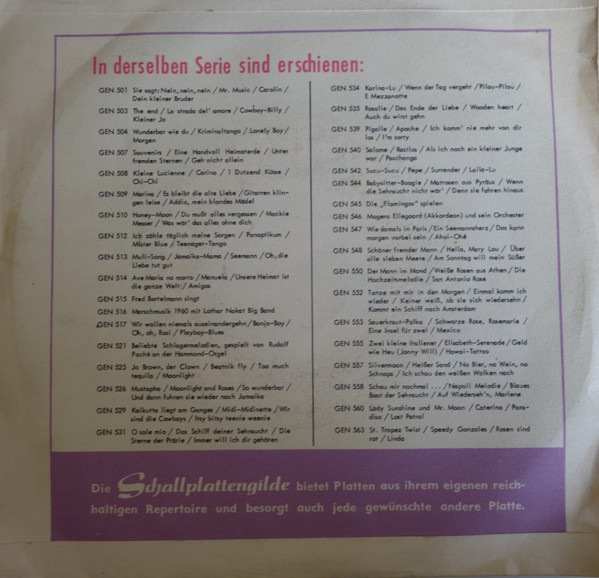 In derselben Serie sind erschienen:
GEN 501 Sie sagt: Nein, nein, nein / Mr. Music / Carolin /
Dein kleiner Bruder
GEN 503 The end / La strada del' amore / Cowboy-Billy /
Kleiner Jo
GEN 504 Wunderbar wie du / Kriminaltango / Lonely Boy /
Morgen
GEN 507 Souvenirs / Eine Handvoll Heimaterde / Unter
fremden Sternen / Geh nicht allein
GEN 508 Kleine Lucienne / Carina / 1 Dutzend Küsse /
Chi-Chi
GEN 509 Marina / Es bleibt die alte Liebe / Gitarren klin-
gen leise / Addio, mein blondes Mädel
GEN 510 Honey-Moon / Du mußt alles vergessen / Mackie
Messer / Was wär' das alles ohne dich
GEN 512 Ich zähle täglich meine Sorgen / Panoptikum /
Mister Blue / Teenager-Tango
GEN 513 Muli-Song / Jamaika-Mama / Seemann / Oh, die
Liebe tut gut
GEN 514 Ave Maria no morro / Manuela / Unsere Heimat ist
die ganze Welt / Amigos
GEN 515 Fred Bertelmann singt
GEN 516 Marschmusik 1960 mit Lothar Nakat Big Band
GEN 517 Wir wollen niemals auseinandergehn / Banjo-Boy /
Oh, oh, Rosi / Playboy-Blues
GEN 521 Beliebte Schlagermelodien, gespielt von Rudolf
Poché an der Hammond-Orgel
GEN 525 Jo Brown, der Clown / Beatnik fly / Too much
tequila / Moonlight
GEN 526 Mustapha / Moonlight and Roses / So wunderbar /
Und dann fuhren sie wieder nach Jamaika
GEN 529 Kalkutta liegt am Ganges / Midi-Midinette / Wir
sind die Cowboys / Itsy bitsy teenie weenie
GEN 531 O sole mio / Das Schiff deiner Sehnsucht / Die
Sterne der Prärie / Immer will ich dir gehören
GEN 534 Karina-Lu / Wenn der Tag vergeht / Pilou-Pilou /
E Mezzanotte
GEN 535 Rosalie / Das Ende der Liebe / Wooden heart /
Auch du wirst gehn
GEN 539 Pigalle / Apache / Ich komm' nie mehr von dir
los / I'm sorry
GEN 540 Salome / Rastlos / Als ich noch ein kleiner Junge
war / Paschanga
GEN 542 Sucu-Sucu / Pepe / Surrender / Laila-Lu
GEN 544 Babysitter-Boogie / Matrosen aus Pyräus / Wenn
die Sehnsucht nicht wär' / Denn sie fahren hinaus
GEN 545 Die „Flamingos" spielen
GEN 546 Mogens Ellegaard (Akkordeon) und sein Orchester
GEN 547 Wie damals in Paris / Ein Seemannsherz / Das kann
morgen vorbei sein / Ahoi-Ohé
GEN 548 Schöner fremder Mann / Hello, Mary Lou / Über
alle sieben Meere / Am Sonntag will mein Süßer
GEN 550 Der Mann im Mond / Weiße Rosen aus Athen / Die
Hochzeitsmelodie / San Antonio Rose
GEN 552 Tanze mit mir in den Morgen / Einmal komm ich
wieder / Keiner weiß, ob sie sich wiedersehn /
Kommt ein Schiff nach Amsterdam
GEN 553 Sauerkraut-Polka / Schwarze Rose, Rosemarie /
Eine Insel für zwei / Mexico
GEN 555 Zwei kleine Italiener / Elisabeth-Serenade / Geld
wie Heu (Jonny Will) / Hawai-Tattoo
GEN 557 Silvermoon / Heißer Sand / No Bier, no Wein, no
Schnaps / Ich schau den weißen Wolken nach
GEN 558 Schau mich nochmal . . . / Napoli Melodie / Blaues
Boot der Sehnsucht / Auf Wiederseh'n, Marlene
GEN 560 Lady Sunshine und Mr. Moon / Caterina / Para-
diso / Last Patrol
GEN 563 St. Tropez Twist / Speedy Gonzales / Rosen sind
rot / Linda
Die Schallplattengilde bietet Platten aus ihrem eigenen reich-
haltigen Repertoire und besorgt auch jede gewünschte andere Platte.